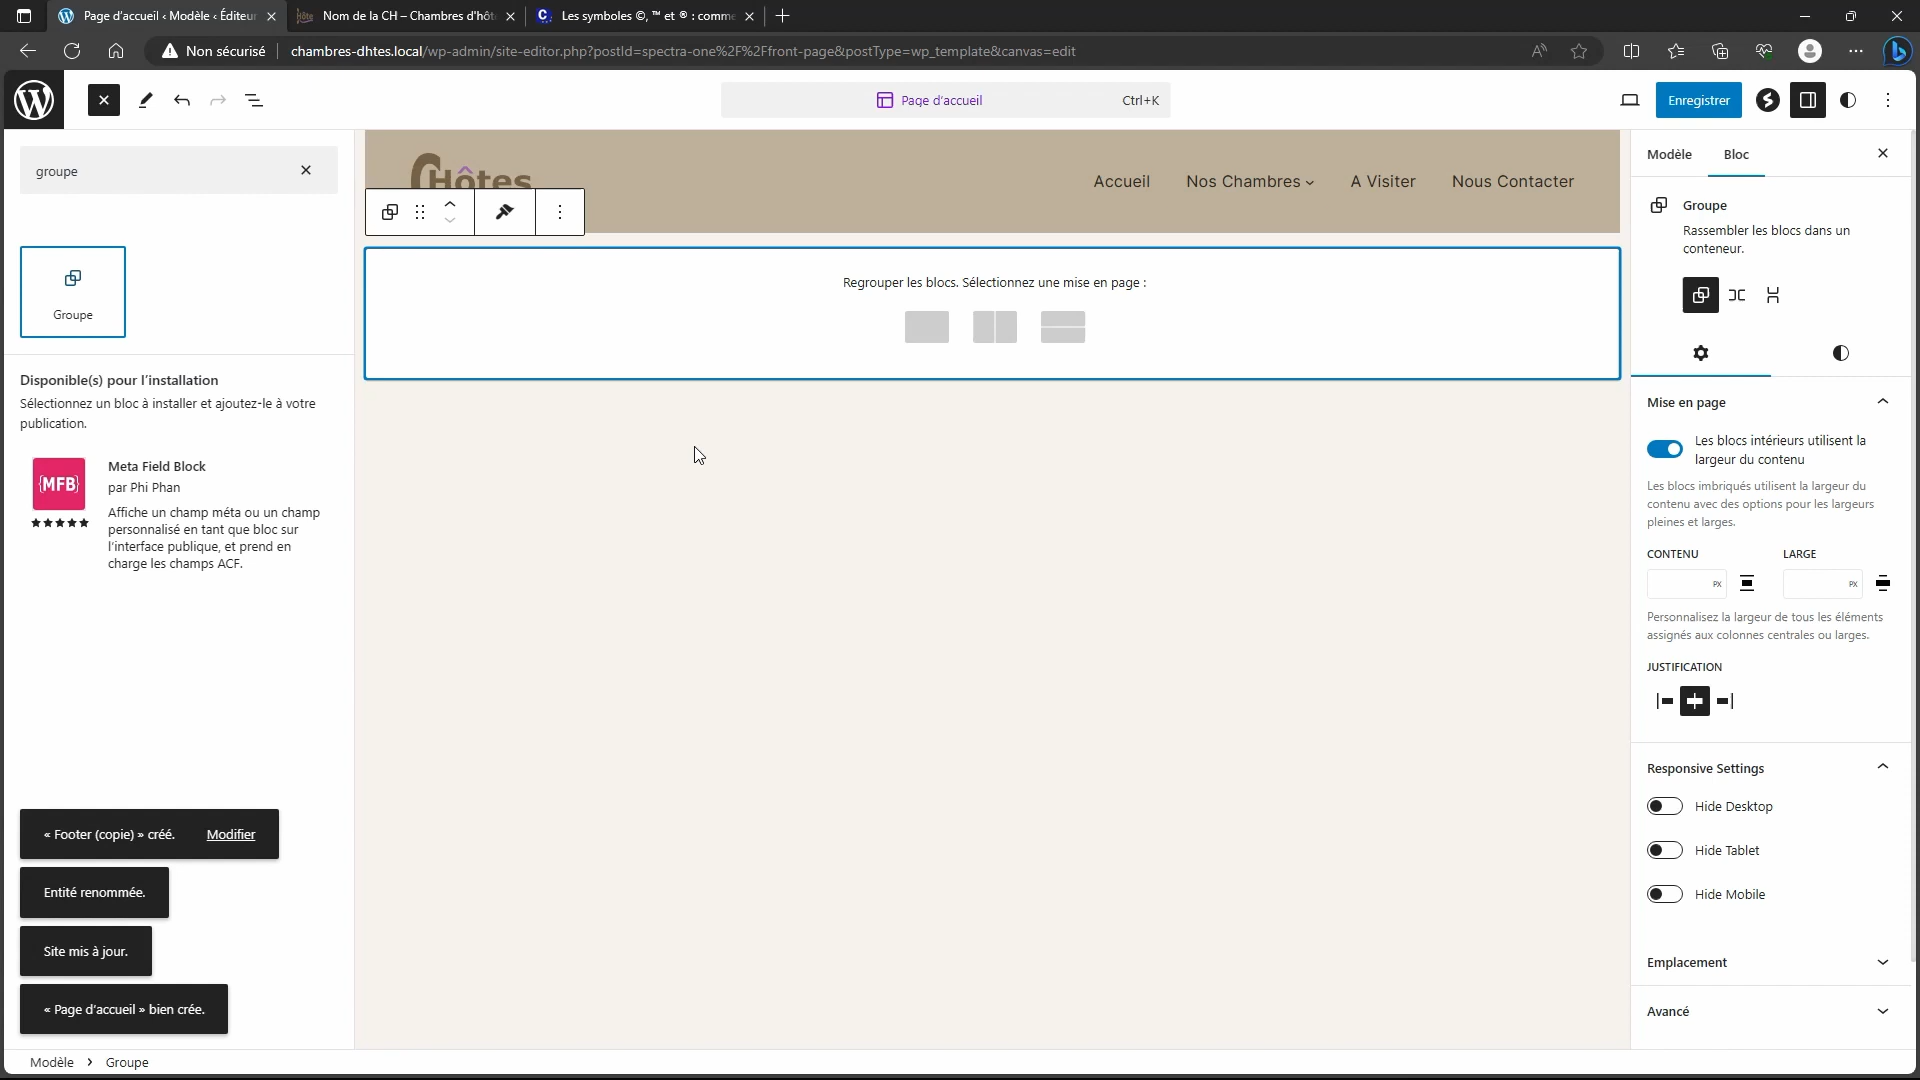 Page d'accueil ‹ Modèle ‹ Éditeur
Nom de la CH – Chambres d'hôt
Les symboles ©, ™ et ® : comme
Non sécurisé
chambres-dhtes.local/wp-admin/site-editor.php?postId=spectra-one%2F%2Ffront-page&postType=wp_template&canvas=edit
Page d'accueil
Ctrl+K
Enregistrer
groupe
Groupe
Disponible(s) pour l'installation
Sélectionnez un bloc à installer et ajoutez-le à votre
publication.
{MFB}
Meta Field Block
par Phi Phan
Affiche un champ méta ou un champ
personnalisé en tant que bloc sur
l'interface publique, et prend en
charge les champs ACF.
« Footer (copie) » créé.
Modifier
Entité renommée.
Site mis à jour.
« Page d'accueil » bien crée.
CHôtes
Accueil
Nos Chambres
A Visiter
Nous Contacter
Regrouper les blocs. Sélectionnez une mise en page :
Modèle
Bloc
Groupe
Rassembler les blocs dans un
conteneur.
Mise en page
Les blocs intérieurs utilisent la
largeur du contenu
Les blocs imbriqués utilisent la largeur du
contenu avec des options pour les largeurs
pleines et larges.
CONTENU
LARGE
PX
PX
Personnalisez la largeur de tous les éléments
assignés aux colonnes centrales ou larges.
JUSTIFICATION
Responsive Settings
Hide Desktop
Hide Tablet
Hide Mobile
Emplacement
Avancé
Modèle › Groupe